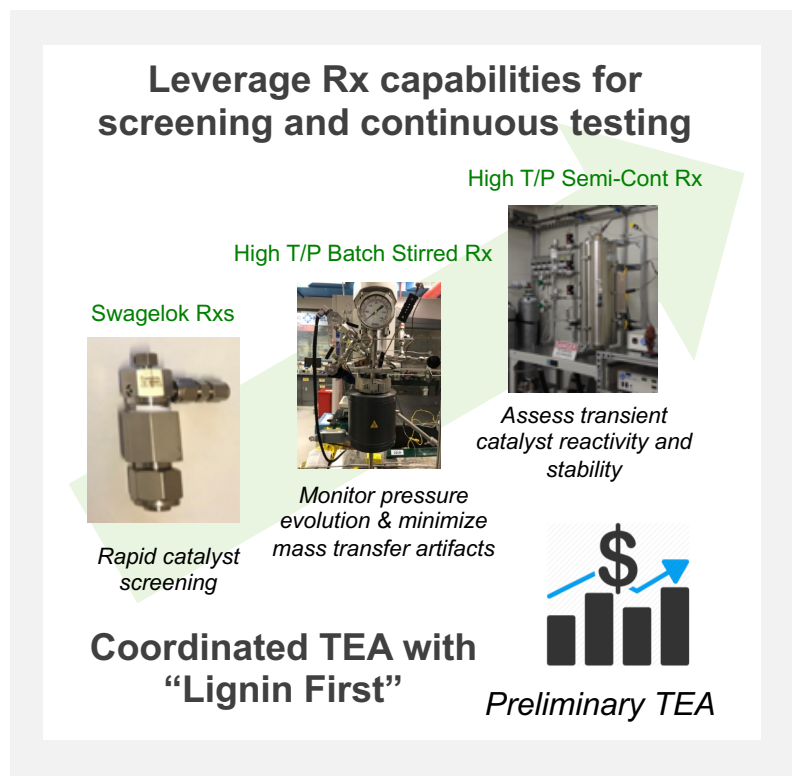 Leverage Rx capabilities for
screening and continuous testing
High T/P Semi-Cont Rx
High T/P Batch Stirred Rx
Swagelok Rxs
Assess transient
catalyst reactivity and
stability
Monitor pressure
evolution & minimize
mass transfer artifacts
Rapid catalyst
screening
$
Coordinated TEA with
“Lignin First”
Preliminary TEA